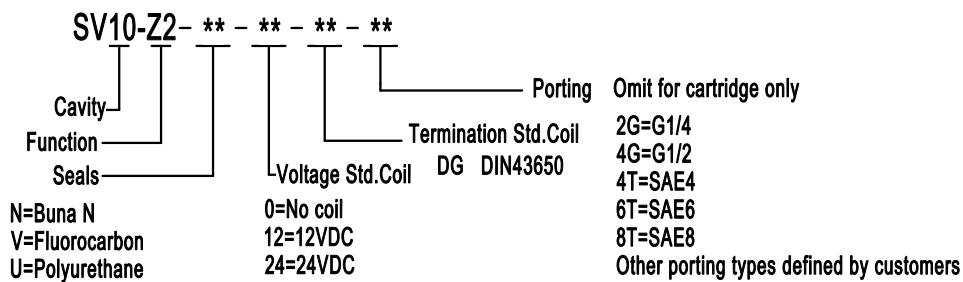 SV10-Z2- ** - ** - ** - **
Porting Omit for cartridge only
Cavity
2G=G1/4
Function
Termination Std.Coil
4G=G1/2
DG DIN43650
Seals
Voltage Std.Coil
4T=SAE4
N=Buna N
0=No coil
6T=SAE6
V=Fluorocarbon
12=12VDC
8T=SAE8
U=Polyurethane
24=24VDC
Other porting types defined by customers